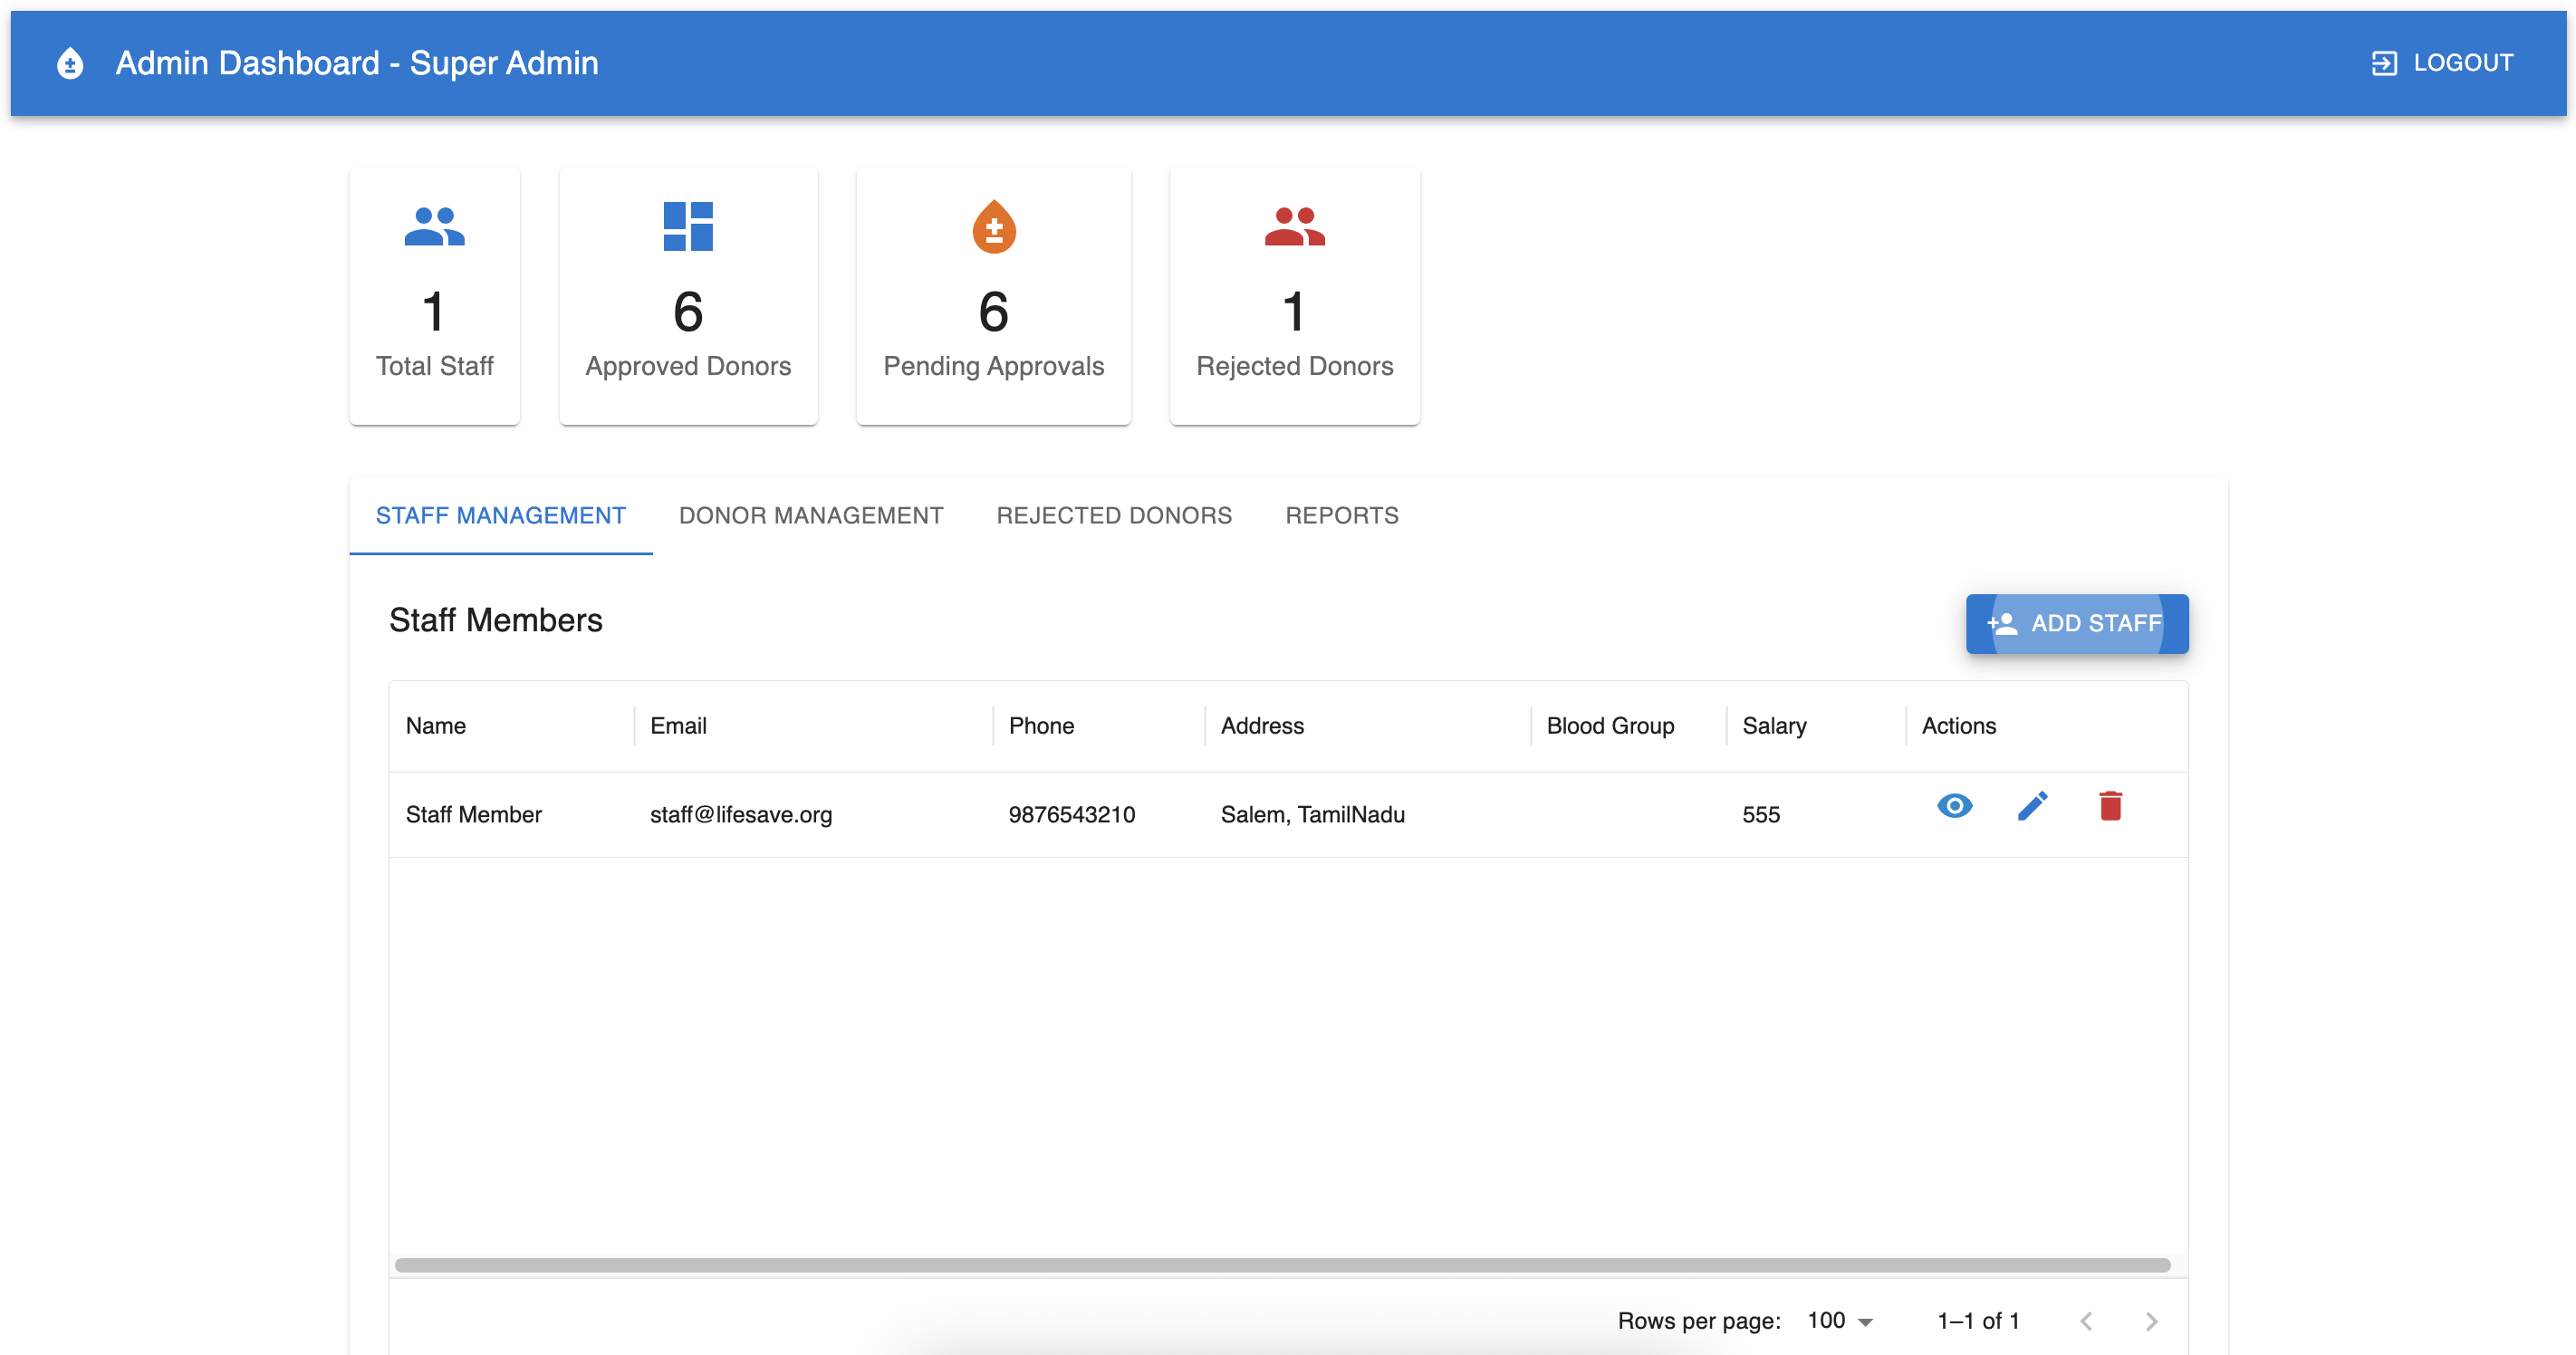 Admin Dashboard - Super Admin
LOGOUT
1
Total Staff
6
Approved Donors
6
Pending Approvals
1
Rejected Donors
STAFF MANAGEMENT
DONOR MANAGEMENT
REJECTED DONORS
REPORTS
Staff Members
ADD STAFF
Name Email Phone Address Blood Group Salary Actions
Staff Member staff@lifesave.org 9876543210 Salem, TamilNadu 555
Rows per page: 100 1–1 of 1